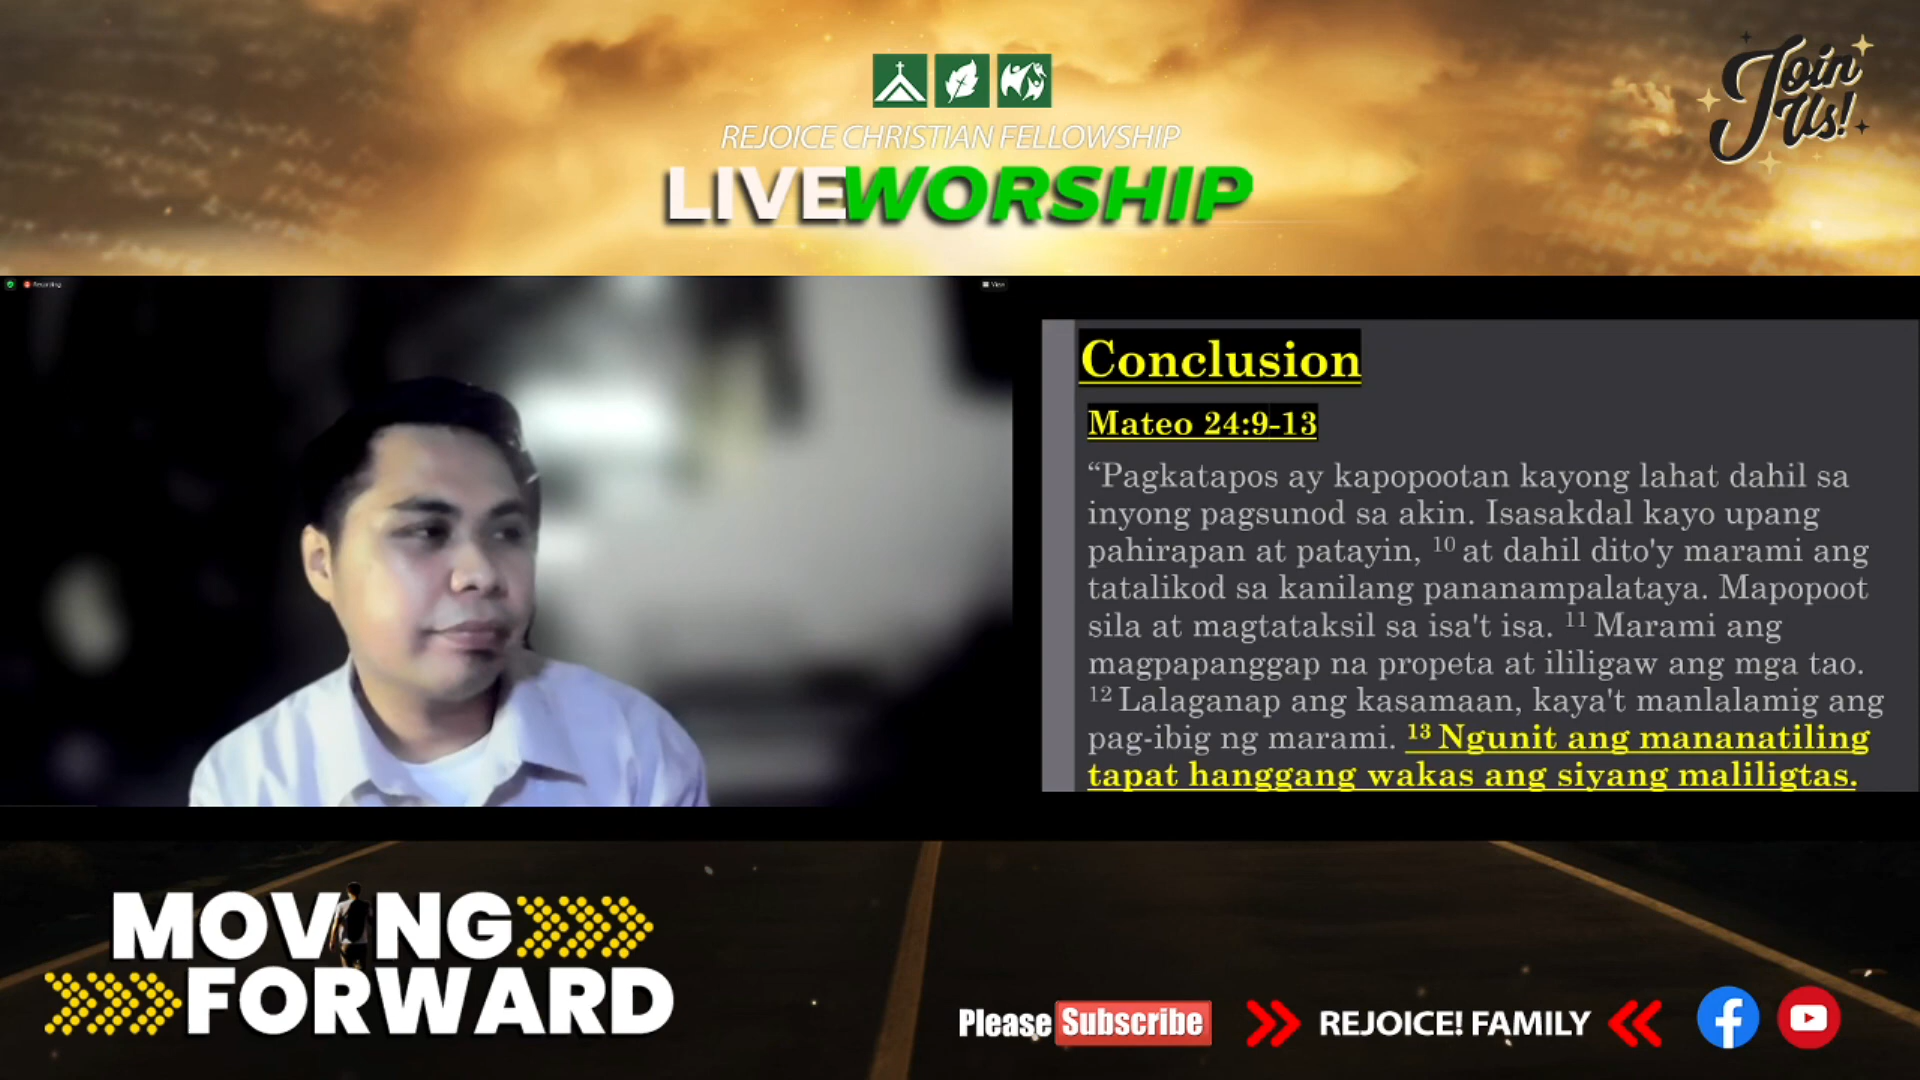 Join
Us!
REJOICE CHRISTIAN FELLOWSHIP
LIVEWORSHIP
Recording
View
Conclusion
Mateo 24:9-13
“Pagkatapos ay kapopootan kayong lahat dahil sa
inyong pagsunod sa akin. Isasakdal kayo upang
pahirapan at patayin, 10 at dahil dito'y marami ang
tatalikod sa kanilang pananampalataya. Mapopoot
sila at magtataksil sa isa't isa. 11 Marami ang
magpapanggap na propeta at ililigaw ang mga tao.
12 Lalaganap ang kasamaan, kaya't manlalamig ang
pag-ibig ng marami. 13 Ngunit ang mananatiling
tapat hanggang wakas ang siyang maliligtas.
MOVING
FORWARD
Please Subscribe
REJOICE! FAMILY